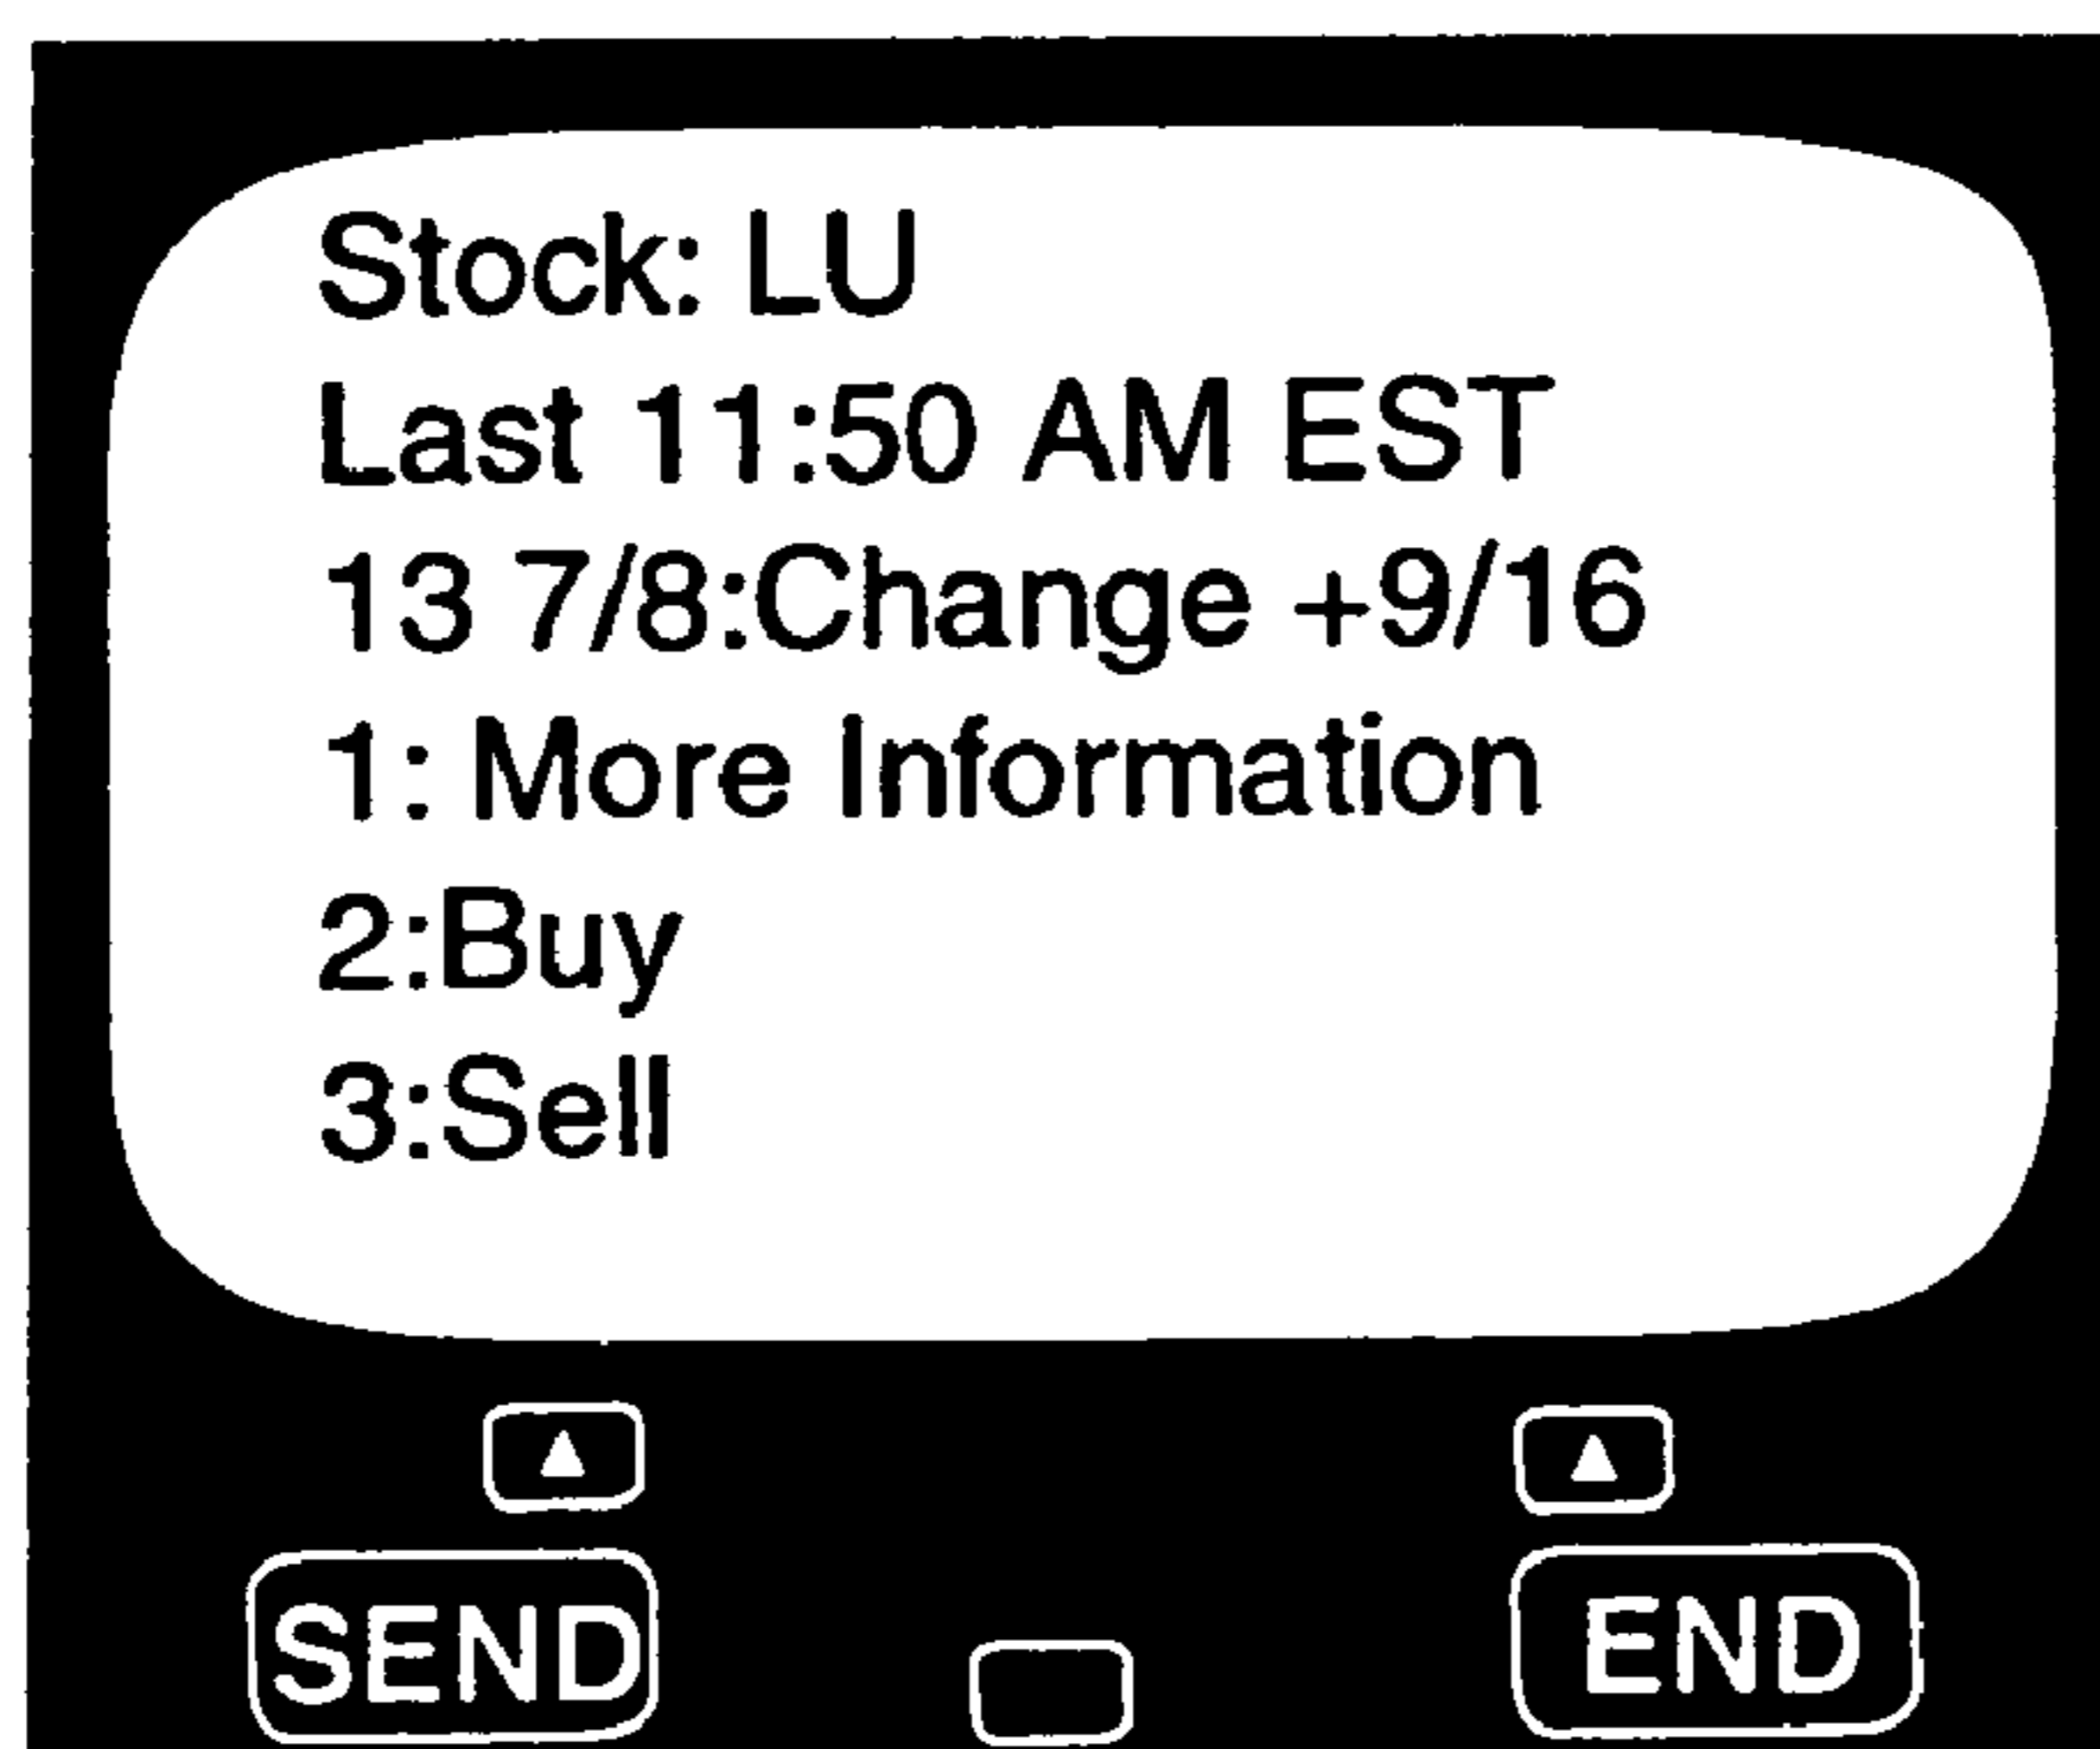 Stock: LU
Last 11:50 AM EST
13 7/8:Change +9/16
1: More Information
2:Buy
3:Sell
SEND
END